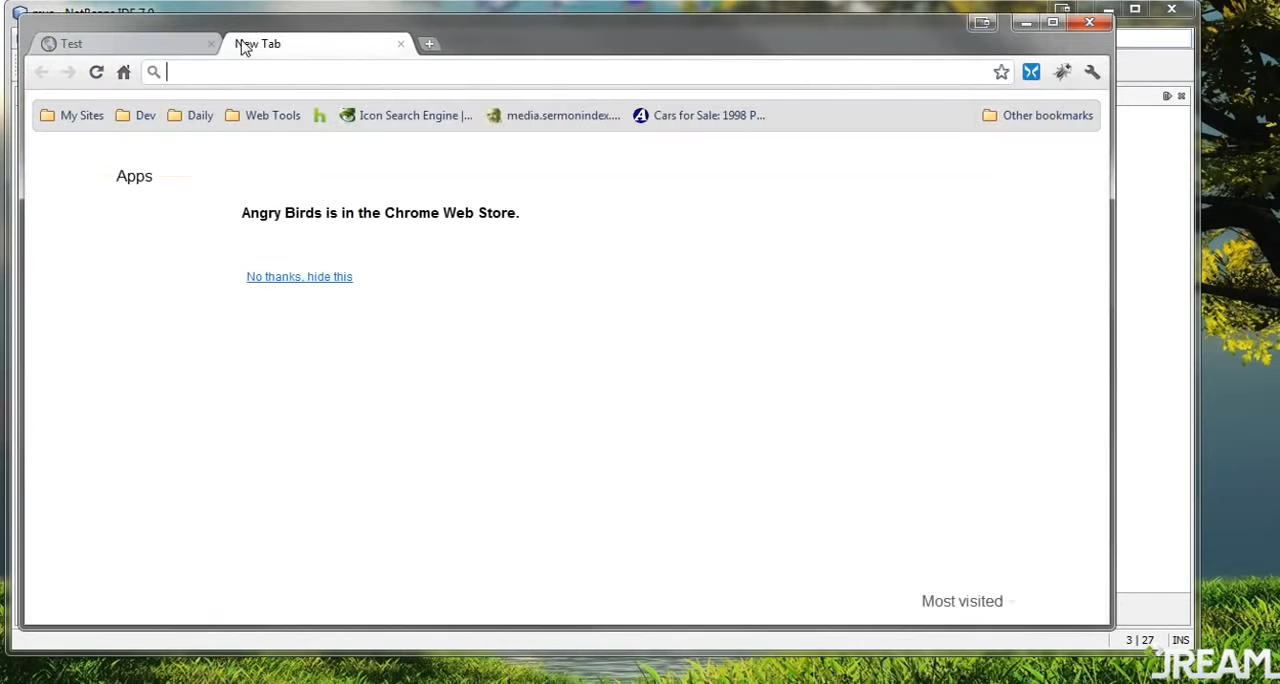 Test
New Tab
My Sites
Dev
Daily
Web Tools
h
Icon Search Engine |...
media.sermonindex....
Cars for Sale: 1998 P...
Other bookmarks
Apps
Angry Birds is in the Chrome Web Store.
No thanks, hide this
Most visited
3 | 27
INS
JREAM